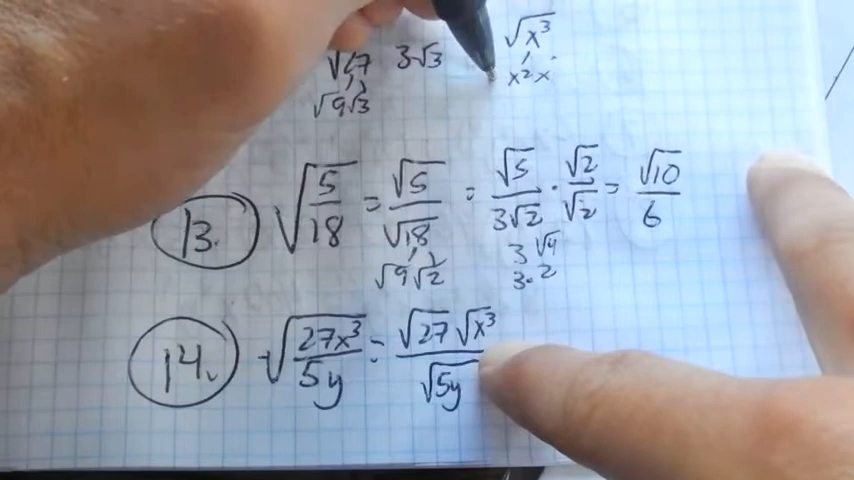 √27 3√3 √x³
√9√3 x² x
13. √5/18 = √5/√18 = √5/3√2 · √2/√2 = √10/6
√9 √2 3 √4
3 · 2
14. √27x³/5y = √27 √x³/√5y